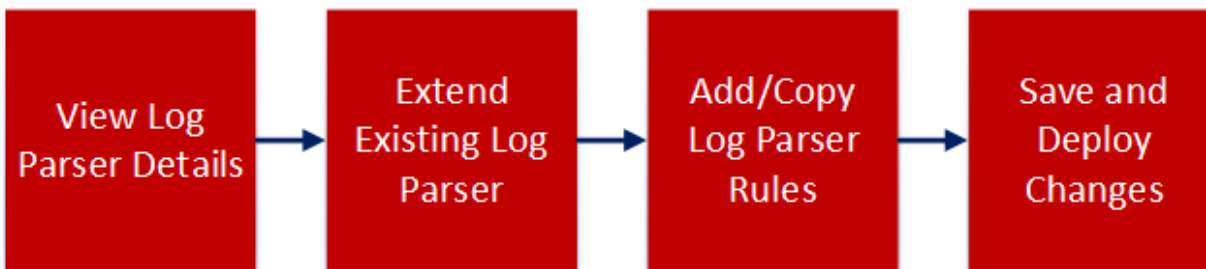 View Log
Parser Details
Extend
Existing Log
Parser
Add/Copy
Log Parser
Rules
Save and
Deploy
Changes